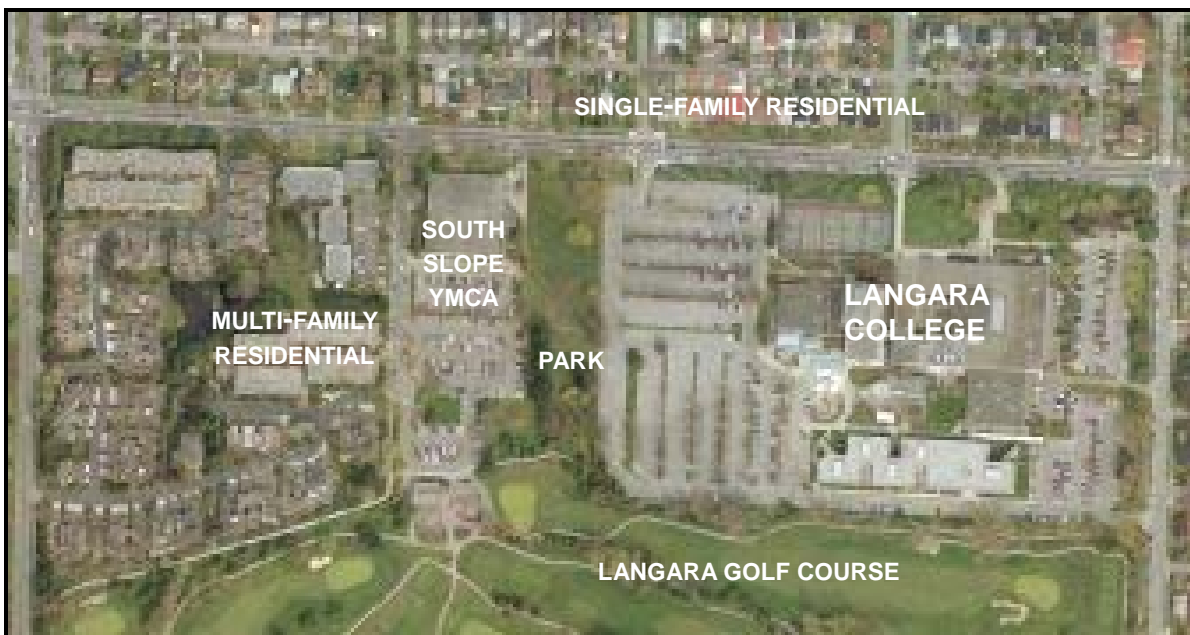 SINGLE-FAMILY RESIDENTIAL
SOUTH
SLOPE
YMCA
LANGARA
COLLEGE
MULTI-FAMILY
RESIDENTIAL
PARK
LANGARA GOLF COURSE